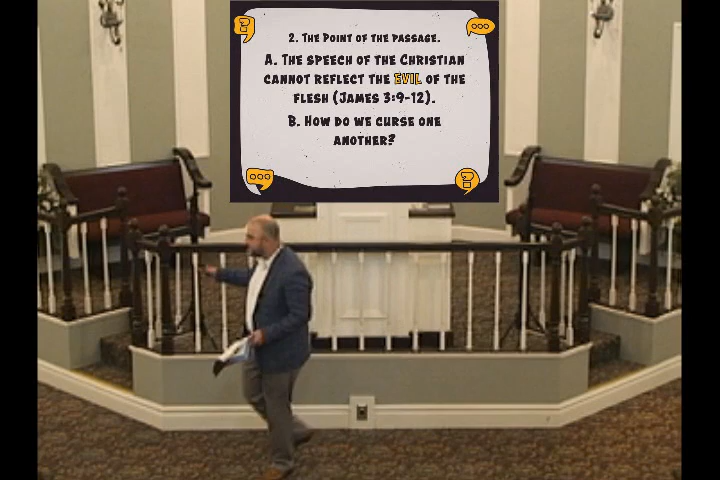 2. The Point of the passage.
A. The speech of the Christian
cannot reflect the evil of the
flesh (James 3:9-12).
B. How do we curse one
another?